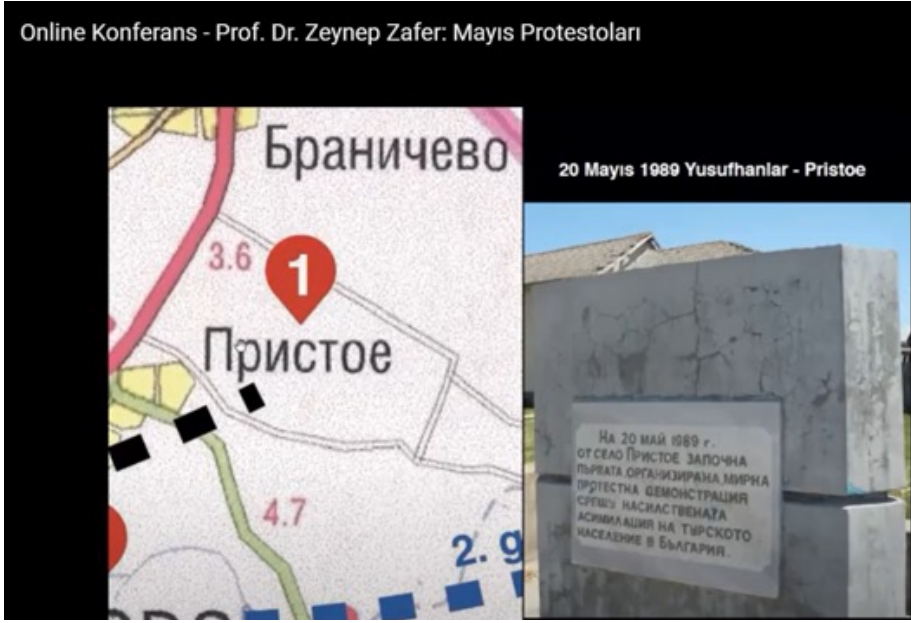 Online Konferans - Prof. Dr. Zeynep Zafer: Mayıs Protestoları
Браничево
3.6
1
Пристое
4.7
2. g
20 Mayıs 1989 Yusufhanlar - Pristoe
НА 20 МАЙ 1989 г.
ОТ СЕЛО ПРИСТОЕ ЗАПОЧНА
ПЪРВАТА ОРГАНИЗИРАНА МИРНА
ПРОТЕСТНА ДЕМОНСТРАЦИЯ
СРЕЩУ НАСИЛСТВЕНАТА
АСИМИЛАЦИЯ НА ТУРСКОТО
НАСЕЛЕНИЕ В БЪЛГАРИЯ.